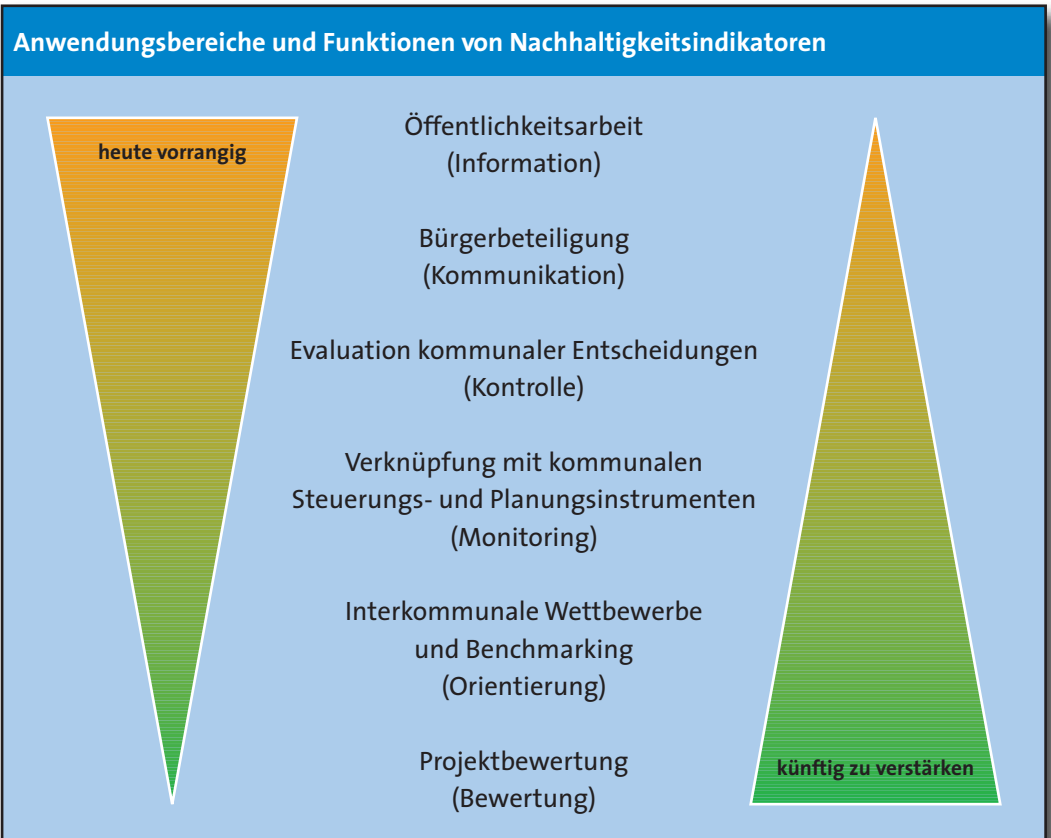 Anwendungsbereiche und Funktionen von Nachhaltigkeitsindikatoren
heute vorrangig
Öffentlichkeitsarbeit
(Information)
Bürgerbeteiligung
(Kommunikation)
Evaluation kommunaler Entscheidungen
(Kontrolle)
Verknüpfung mit kommunalen
Steuerungs- und Planungsinstrumenten
(Monitoring)
Interkommunale Wettbewerbe
und Benchmarking
(Orientierung)
Projektbewertung
(Bewertung)
künftig zu verstärken